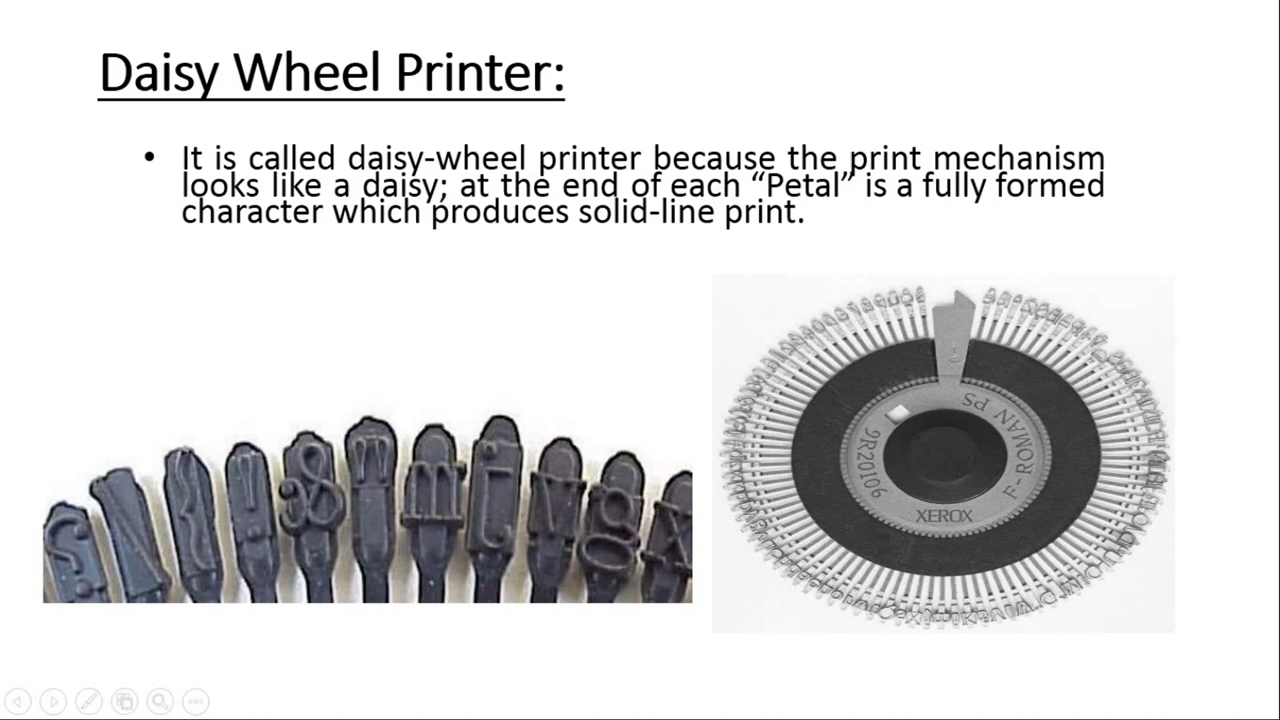 Daisy Wheel Printer:
• It is called daisy-wheel printer because the print mechanism
looks like a daisy; at the end of each “Petal” is a fully formed
character which produces solid-line print.
PS
F-ROMAN
9R20190
XEROX